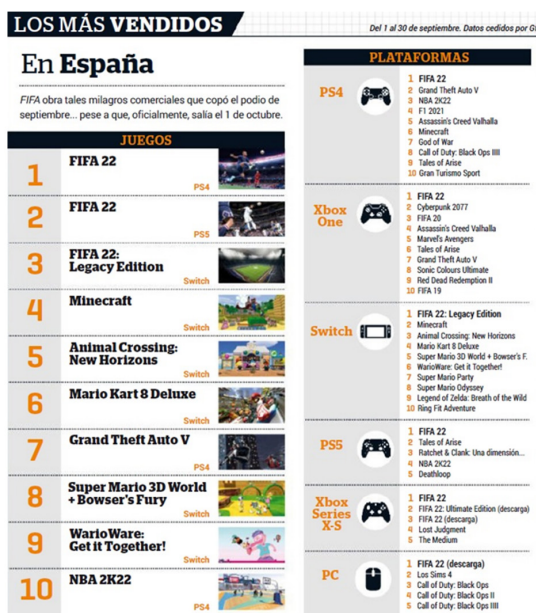 LOS MÁS VENDIDOS
Del 1 al 30 de septiembre. Datos cedidos por
En España
FIFA obra tales milagros comerciales que copó el podio de
septiembre... pese a que, oficialmente, salía el 1 de octubre.
JUEGOS
1 FIFA 22
PS4
2 FIFA 22
PS5
3 FIFA 22:
Legacy Edition
Switch
4 Minecraft
Switch
5 Animal Crossing:
New Horizons
Switch
6 Mario Kart 8 Deluxe
Switch
7 Grand Theft Auto V
PS4
8 Super Mario 3D World
+ Bowser's Fury
Switch
9 WarioWare:
Get it Together!
Switch
10 NBA 2K22
PS4
PLATAFORMAS
PS4
1 FIFA 22
2 Grand Theft Auto V
3 NBA 2K22
4 F1 2021
5 Assassin's Creed Valhalla
6 Minecraft
7 God of War
8 Call of Duty: Black Ops IIII
9 Tales of Arise
10 Gran Turismo Sport
Xbox
One
1 FIFA 22
2 Cyberpunk 2077
3 FIFA 20
4 Assassin's Creed Valhalla
5 Marvel's Avengers
6 Tales of Arise
7 Grand Theft Auto V
8 Sonic Colours Ultimate
9 Red Dead Redemption II
10 FIFA 19
Switch
1 FIFA 22: Legacy Edition
2 Minecraft
3 Animal Crossing: New Horizons
4 Mario Kart 8 Deluxe
5 Super Mario 3D World + Bowser's F.
6 WarioWare: Get it Together!
7 Super Mario Party
8 Super Mario Odyssey
9 Legend of Zelda: Breath of the Wild
10 Ring Fit Adventure
PS5
1 FIFA 22
2 Tales of Arise
3 Ratchet & Clank: Una dimensión...
4 NBA 2K22
5 Deathloop
Xbox
Series
X-S
1 FIFA 22
2 FIFA 22: Ultimate Edition (descarga)
3 FIFA 22 (descarga)
4 Lost Judgment
5 The Medium
PC
1 FIFA 22 (descarga)
2 Los Sims 4
3 Call of Duty: Black Ops
4 Call of Duty: Black Ops II
5 Call of Duty: Black Ops IIII